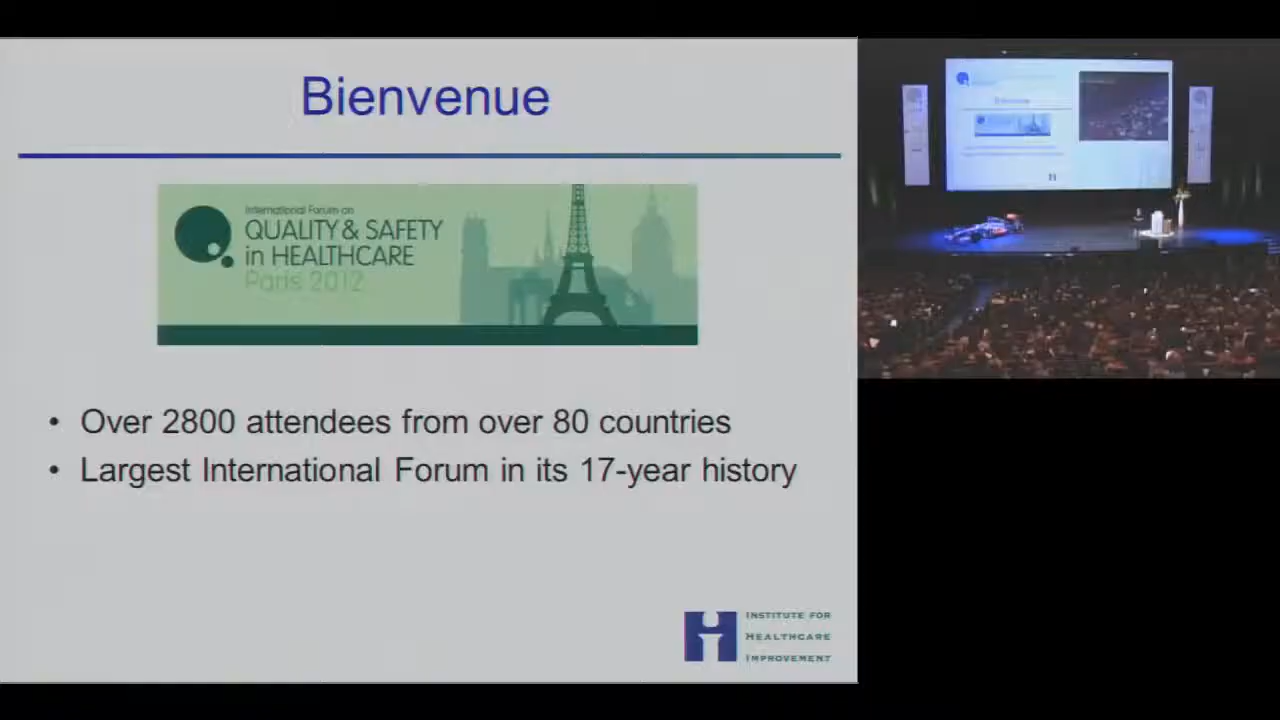 Bienvenue
International Forum on
QUALITY & SAFETY
in HEALTHCARE
Paris 2012
• Over 2800 attendees from over 80 countries
• Largest International Forum in its 17-year history
INSTITUTE FOR
HEALTHCARE
IMPROVEMENT
Bienvenue